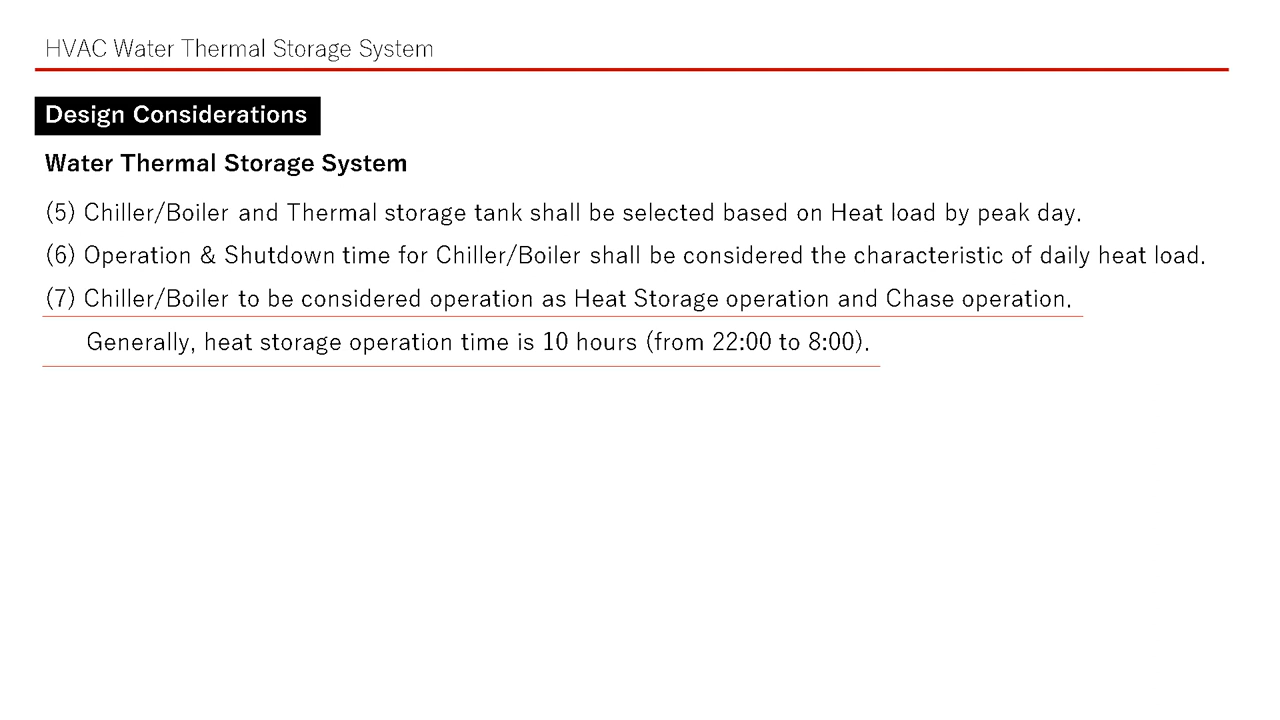 HVAC Water Thermal Storage System
Design Considerations
Water Thermal Storage System
(5) Chiller/Boiler and Thermal storage tank shall be selected based on Heat load by peak day.
(6) Operation & Shutdown time for Chiller/Boiler shall be considered the characteristic of daily heat load.
(7) Chiller/Boiler to be considered operation as Heat Storage operation and Chase operation.
Generally, heat storage operation time is 10 hours (from 22:00 to 8:00).